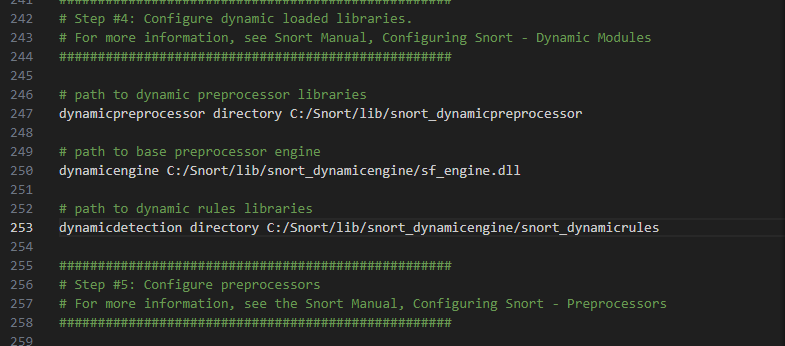 241 ##################################################
242 # Step #4: Configure dynamic loaded libraries.
243 # For more information, see Snort Manual, Configuring Snort - Dynamic Modules
244 ###################################################
245
246 # path to dynamic preprocessor libraries
247 dynamicpreprocessor directory C:/Snort/lib/snort_dynamicpreprocessor
248
249 # path to base preprocessor engine
250 dynamicengine C:/Snort/lib/snort_dynamicengine/sf_engine.dll
251
252 # path to dynamic rules libraries
253 dynamicdetection directory C:/Snort/lib/snort_dynamicengine/snort_dynamicrules
254
255 ###################################################
256 # Step #5: Configure preprocessors
257 # For more information, see the Snort Manual, Configuring Snort - Preprocessors
258 ###################################################
259